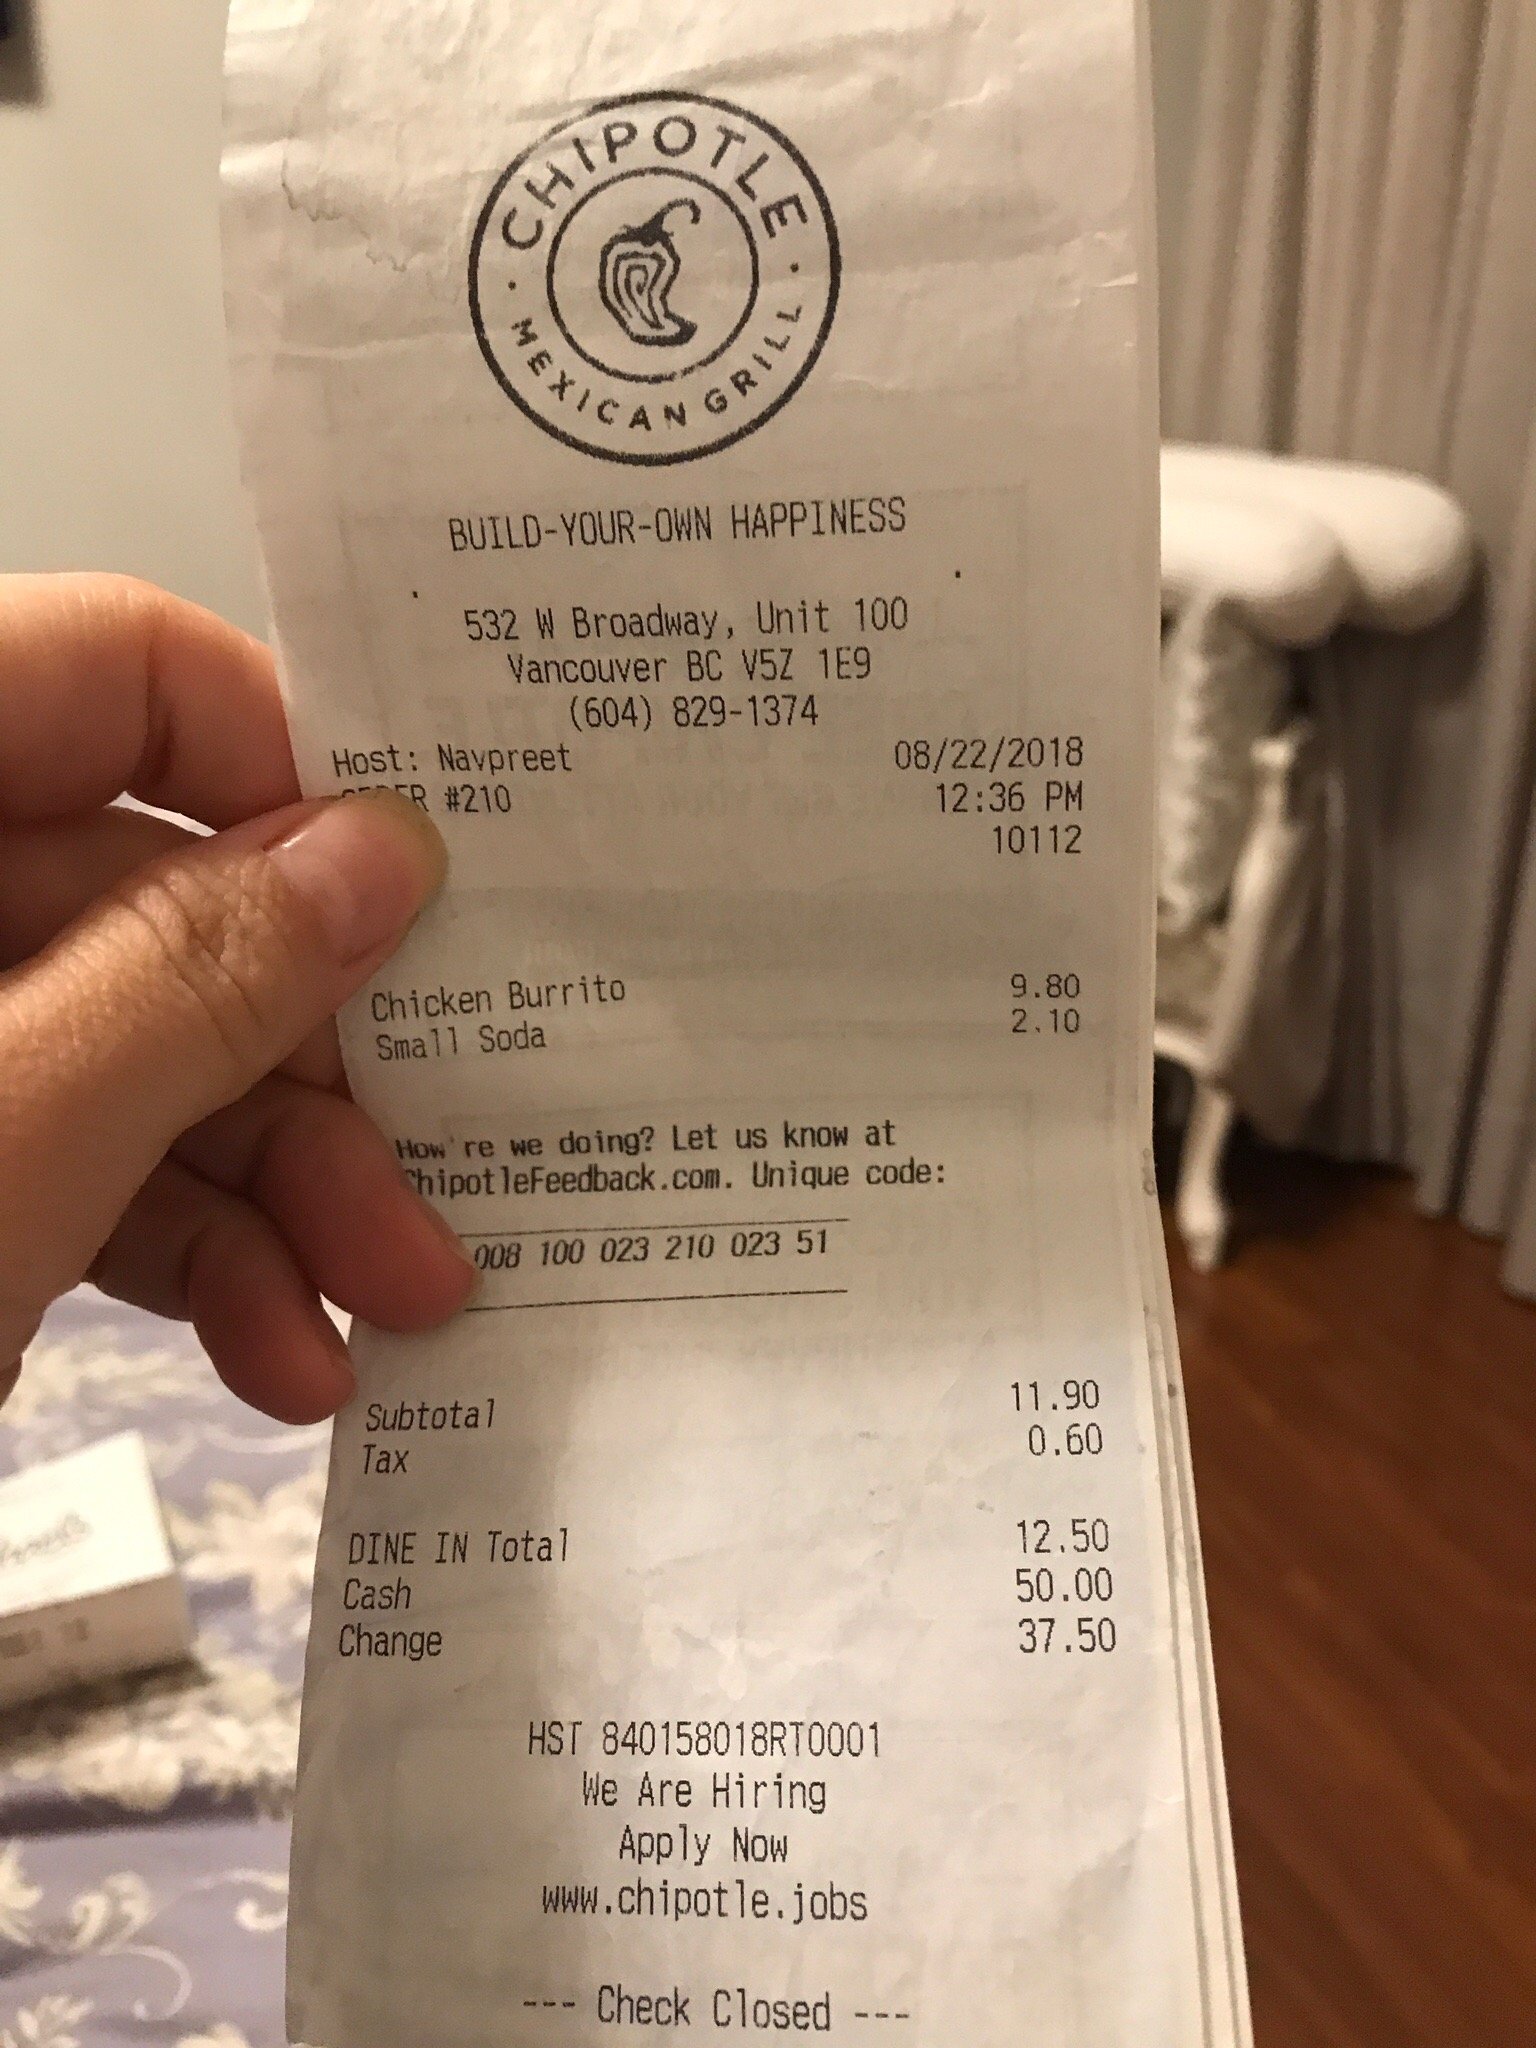 CHIPOTLE
MEXICAN GRILL
BUILD-YOUR-OWN HAPPINESS
532 W Broadway, Unit 100
Vancouver BC V5Z 1E9
(604) 829-1374
Host: Navpreet 08/22/2018
ORDER #210 12:36 PM
10112
Chicken Burrito 9.80
Small Soda 2.10
How're we doing? Let us know at
ChipotleFeedback.com. Unique code:
008 100 023 210 023 51
Subtotal 11.90
Tax 0.60
DINE IN Total 12.50
Cash 50.00
Change 37.50
HST 840158018RT0001
We Are Hiring
Apply Now
www.chipotle.jobs
--- Check Closed ---